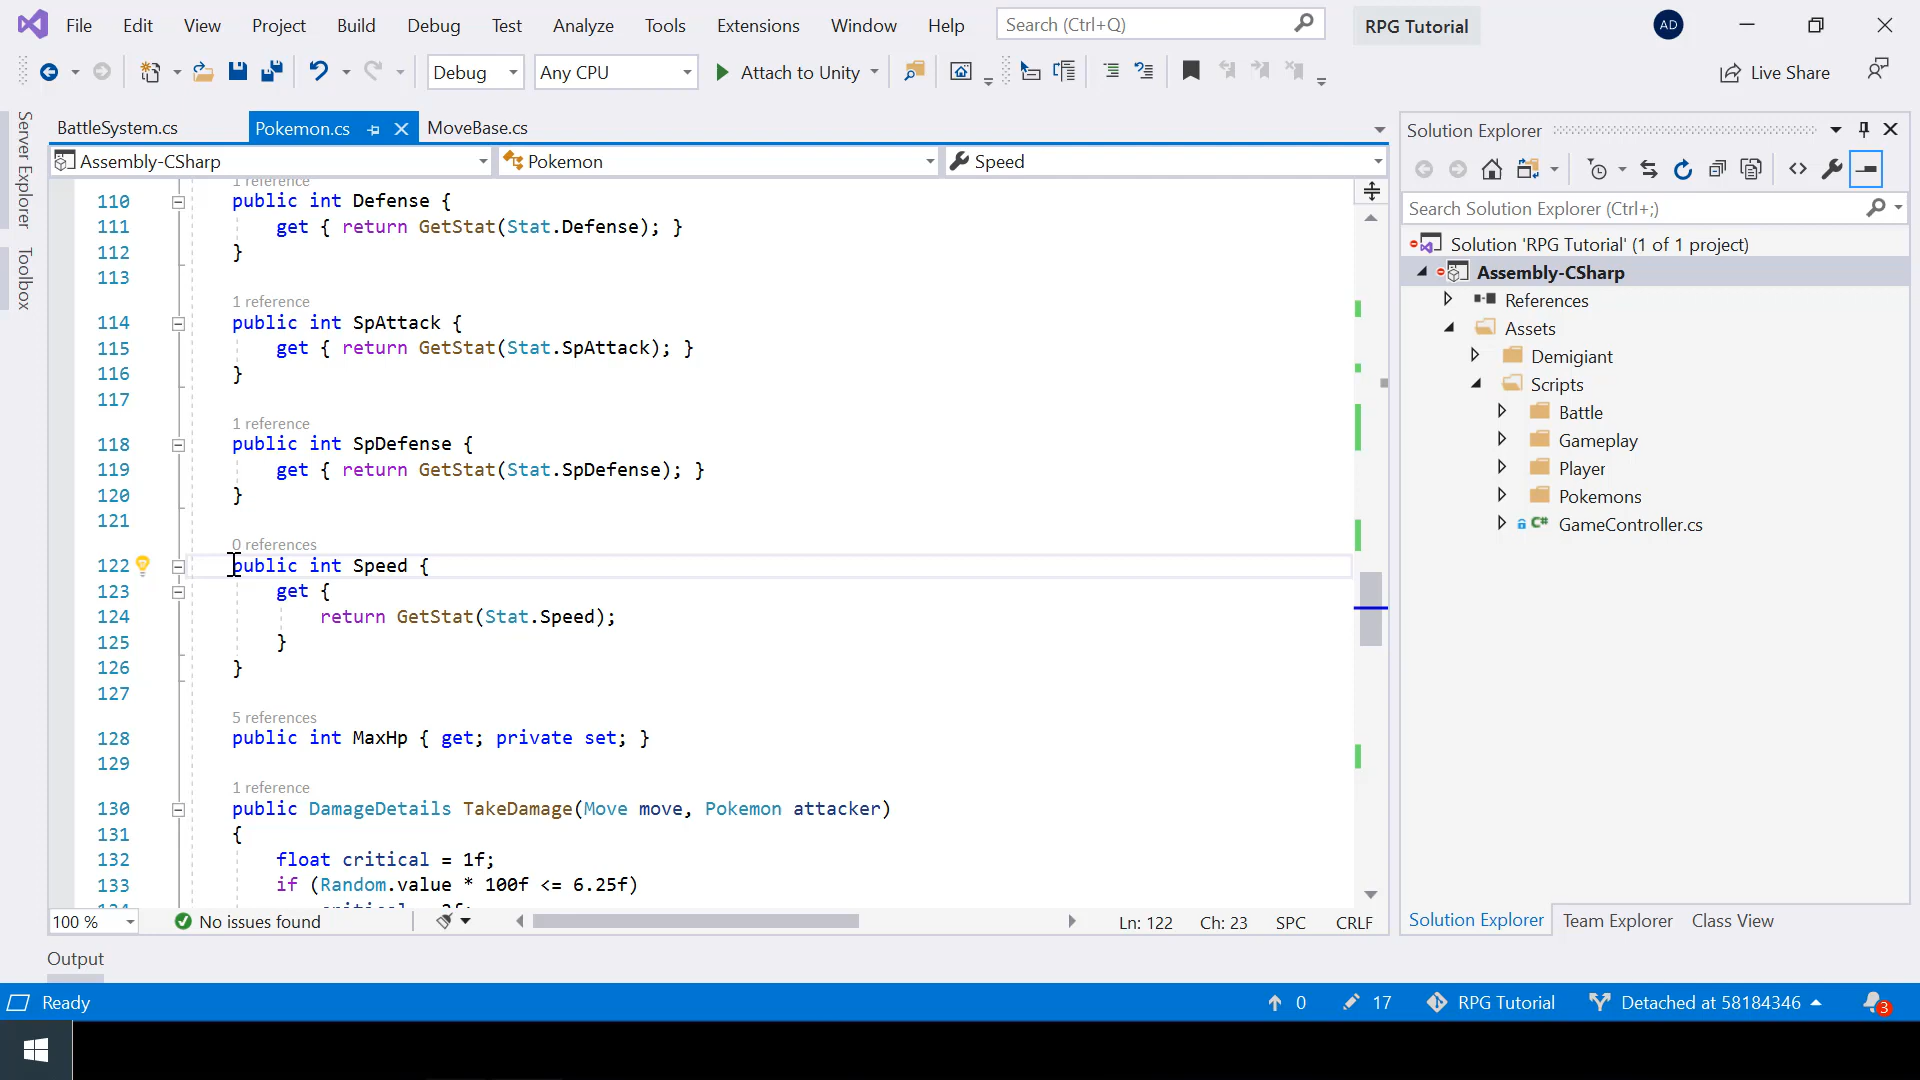 File Edit View Project Build Debug Test Analyze Tools Extensions Window Help Search (Ctrl+Q) RPG Tutorial AD
Debug Any CPU Attach to Unity Live Share
Server Explorer
Toolbox
BattleSystem.cs Pokemon.cs MoveBase.cs
Assembly-CSharp Pokemon Speed
1 reference
110 public int Defense {
111 get { return GetStat(Stat.Defense); }
112 }
113
1 reference
114 public int SpAttack {
115 get { return GetStat(Stat.SpAttack); }
116 }
117
1 reference
118 public int SpDefense {
119 get { return GetStat(Stat.SpDefense); }
120 }
121
0 references
122 public int Speed {
123 get {
124 return GetStat(Stat.Speed);
125 }
126 }
127
5 references
128 public int MaxHp { get; private set; }
129
1 reference
130 public DamageDetails TakeDamage(Move move, Pokemon attacker)
131 {
132 float critical = 1f;
133 if (Random.value * 100f <= 6.25f)
100 % No issues found Ln: 122 Ch: 23 SPC CRLF
Solution Explorer
Search Solution Explorer (Ctrl+;)
Solution 'RPG Tutorial' (1 of 1 project)
Assembly-CSharp
References
Assets
Demigiant
Scripts
Battle
Gameplay
Player
Pokemons
C# GameController.cs
Solution Explorer Team Explorer Class View
Output
Ready 0 17 RPG Tutorial Detached at 58184346 3